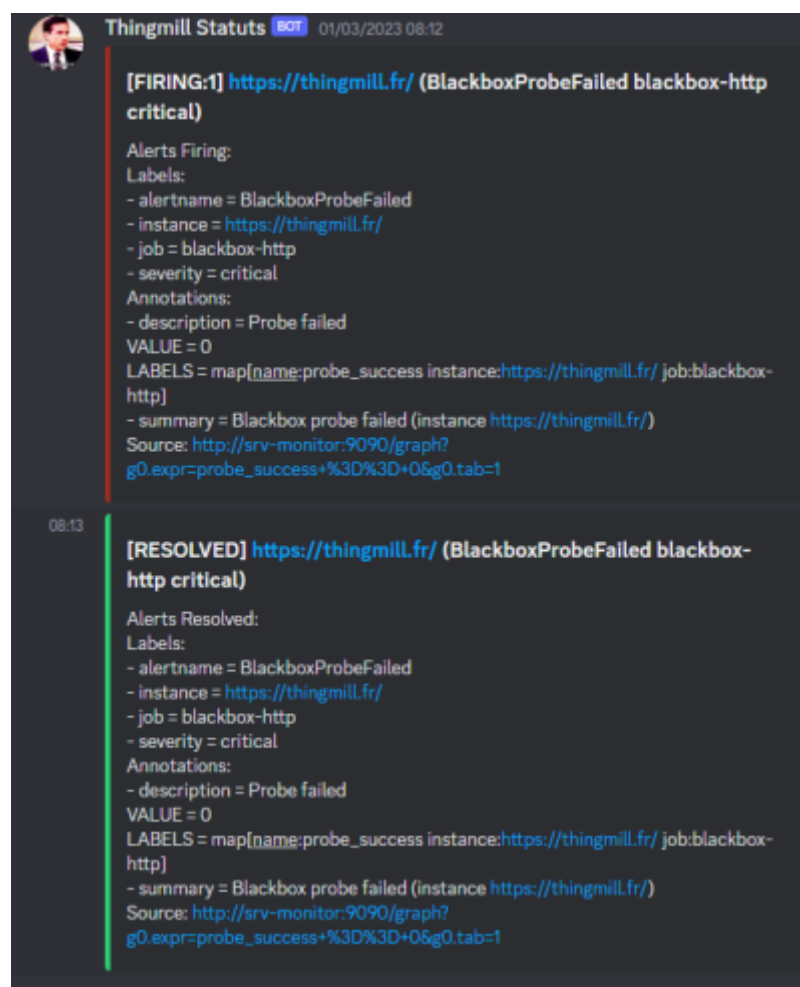 Thingmill Statuts BOT 01/03/2023 08:12
[FIRING:1] https://thingmill.fr/ (BlackboxProbeFailed blackbox-http
critical)
Alerts Firing:
Labels:
- alertname = BlackboxProbeFailed
- instance = https://thingmill.fr/
- job = blackbox-http
- severity = critical
Annotations:
- description = Probe failed
VALUE = 0
LABELS = map[name:probe_success instance:https://thingmill.fr/ job:blackbox-
http]
- summary = Blackbox probe failed (instance https://thingmill.fr/)
Source: http://srv-monitor:9090/graph?
g0.expr=probe_success+%3D%3D+0&g0.tab=1
08:13
[RESOLVED] https://thingmill.fr/ (BlackboxProbeFailed blackbox-
http critical)
Alerts Resolved:
Labels:
- alertname = BlackboxProbeFailed
- instance = https://thingmill.fr/
- job = blackbox-http
- severity = critical
Annotations:
- description = Probe failed
VALUE = 0
LABELS = map[name:probe_success instance:https://thingmill.fr/ job:blackbox-
http]
- summary = Blackbox probe failed (instance https://thingmill.fr/)
Source: http://srv-monitor:9090/graph?
g0.expr=probe_success+%3D%3D+0&g0.tab=1